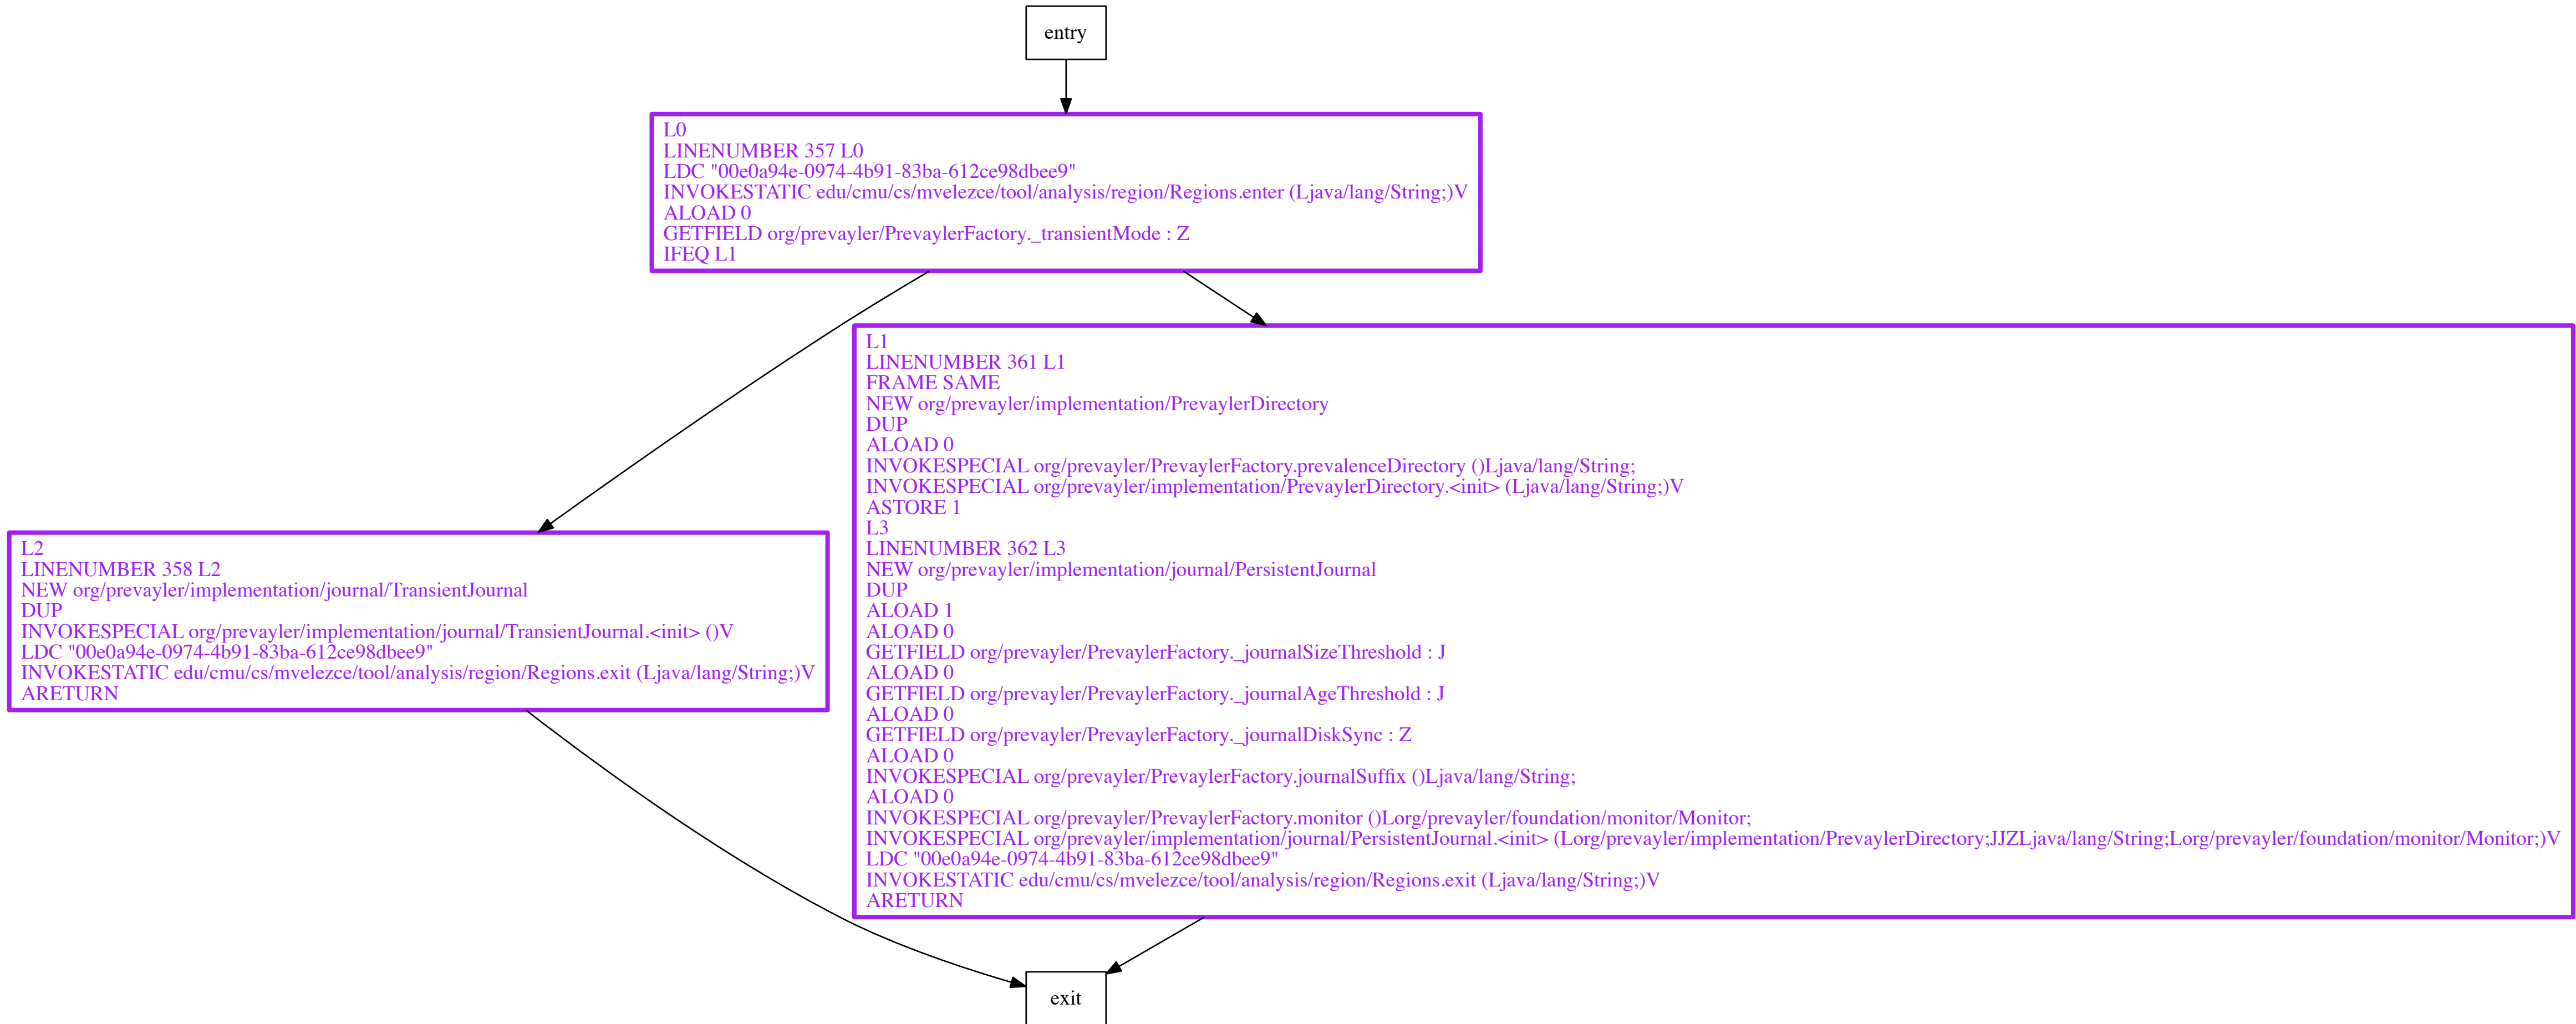 entry
L0
LINENUMBER 357 L0
LDC "00e0a94e-0974-4b91-83ba-612ce98dbee9"
INVOKESTATIC edu/cmu/cs/mvelezce/tool/analysis/region/Regions.enter (Ljava/lang/String;)V
ALOAD 0
GETFIELD org/prevayler/PrevaylerFactory._transientMode : Z
IFEQ L1
L1
LINENUMBER 361 L1
FRAME SAME
NEW org/prevayler/implementation/PrevaylerDirectory
DUP
ALOAD 0
INVOKESPECIAL org/prevayler/PrevaylerFactory.prevalenceDirectory ()Ljava/lang/String;
INVOKESPECIAL org/prevayler/implementation/PrevaylerDirectory.<init> (Ljava/lang/String;)V
ASTORE 1
L3
LINENUMBER 362 L3
NEW org/prevayler/implementation/journal/PersistentJournal
DUP
ALOAD 1
ALOAD 0
GETFIELD org/prevayler/PrevaylerFactory._journalSizeThreshold : J
ALOAD 0
GETFIELD org/prevayler/PrevaylerFactory._journalAgeThreshold : J
ALOAD 0
GETFIELD org/prevayler/PrevaylerFactory._journalDiskSync : Z
ALOAD 0
INVOKESPECIAL org/prevayler/PrevaylerFactory.journalSuffix ()Ljava/lang/String;
ALOAD 0
INVOKESPECIAL org/prevayler/PrevaylerFactory.monitor ()Lorg/prevayler/foundation/monitor/Monitor;
INVOKESPECIAL org/prevayler/implementation/journal/PersistentJournal.<init> (Lorg/prevayler/implementation/PrevaylerDirectory;JJZLjava/lang/String;Lorg/prevayler/foundation/monitor/Monitor;)V
LDC "00e0a94e-0974-4b91-83ba-612ce98dbee9"
INVOKESTATIC edu/cmu/cs/mvelezce/tool/analysis/region/Regions.exit (Ljava/lang/String;)V
ARETURN
L2
LINENUMBER 358 L2
NEW org/prevayler/implementation/journal/TransientJournal
DUP
INVOKESPECIAL org/prevayler/implementation/journal/TransientJournal.<init> ()V
LDC "00e0a94e-0974-4b91-83ba-612ce98dbee9"
INVOKESTATIC edu/cmu/cs/mvelezce/tool/analysis/region/Regions.exit (Ljava/lang/String;)V
ARETURN
exit